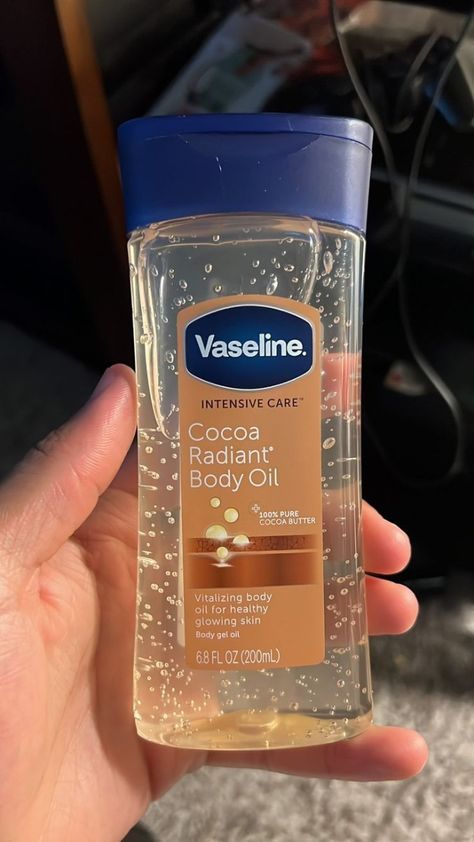 Vaseline.
INTENSIVE CARE™
Cocoa
Radiant®
Body Oil
+100% PURE
COCOA BUTTER
Vitalizing body
oil for healthy
glowing skin
Body gel oil
6.8 FL OZ (200mL)